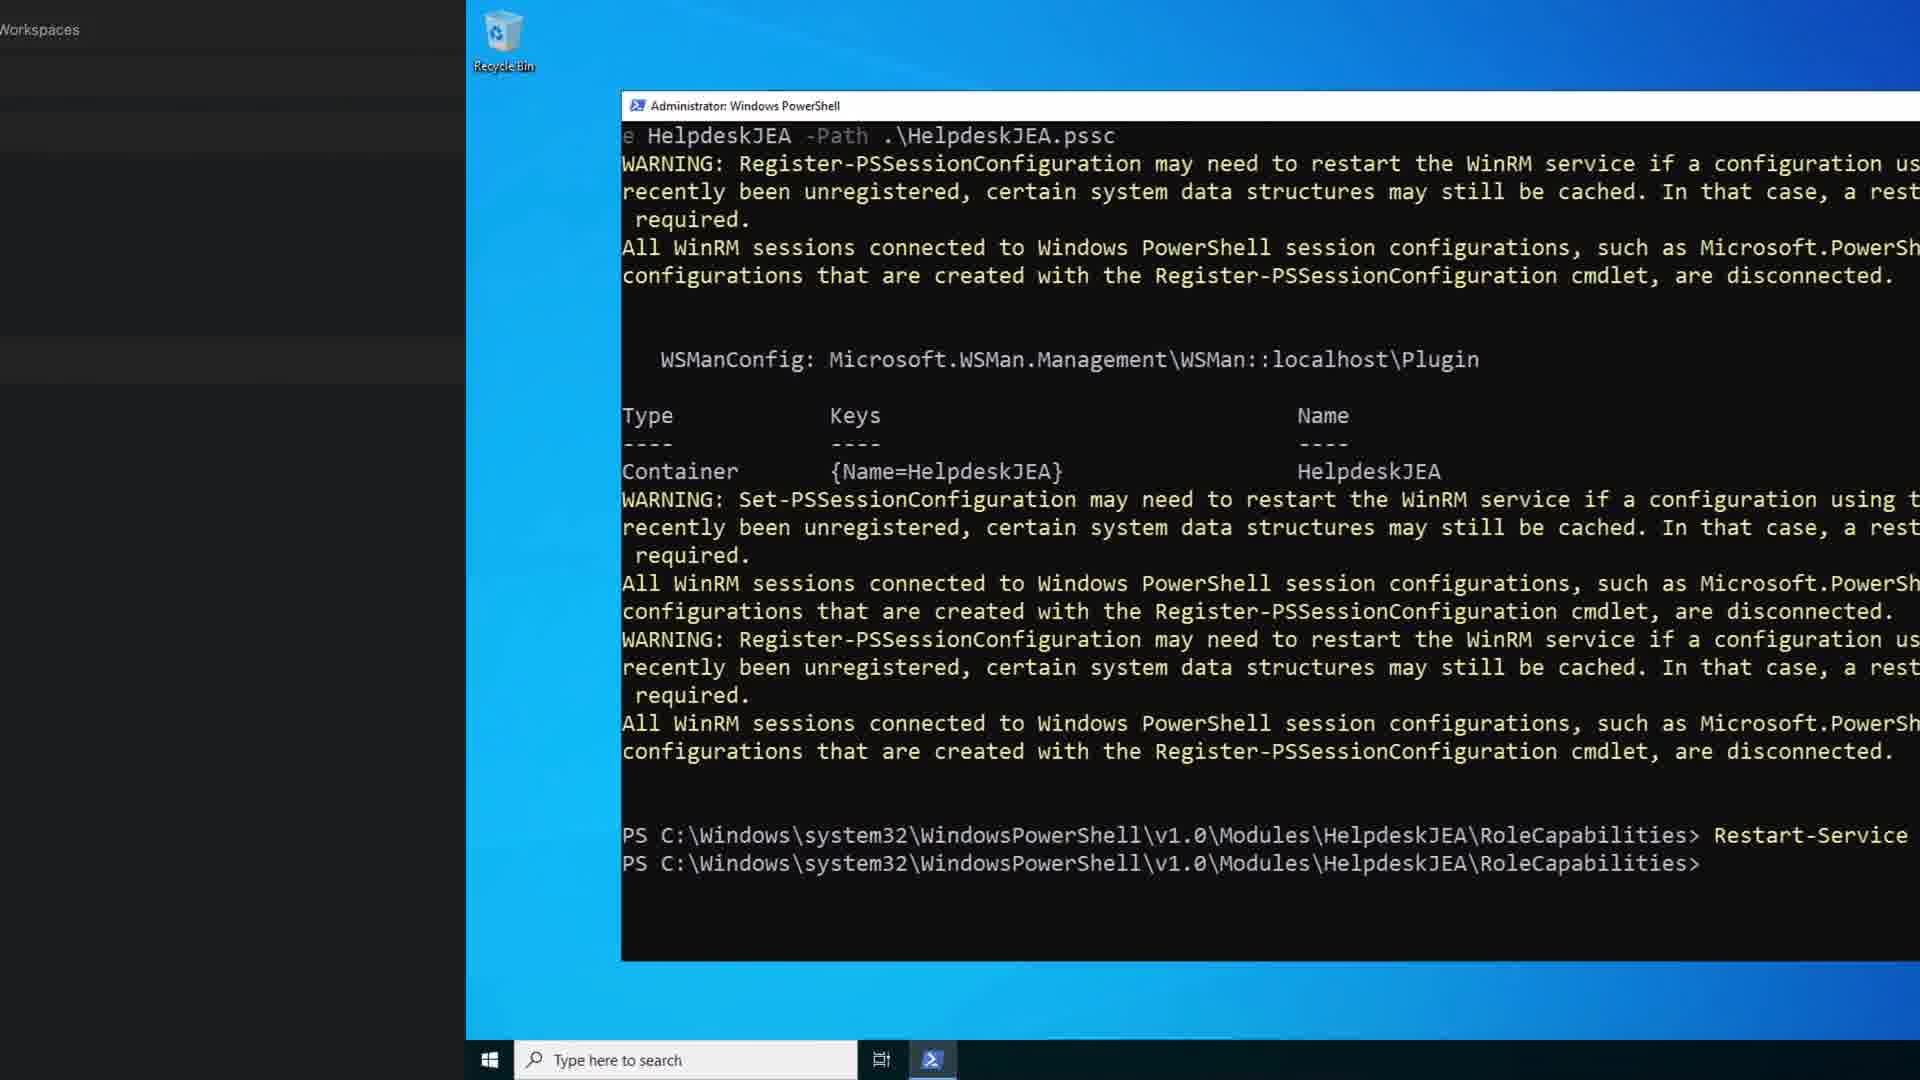 Workspaces
Recycle Bin
Administrator: Windows PowerShell
e HelpdeskJEA -Path .\HelpdeskJEA.pssc
WARNING: Register-PSSessionConfiguration may need to restart the WinRM service if a configuration us
recently been unregistered, certain system data structures may still be cached. In that case, a rest
required.
All WinRM sessions connected to Windows PowerShell session configurations, such as Microsoft.PowerSh
configurations that are created with the Register-PSSessionConfiguration cmdlet, are disconnected.
WSManConfig: Microsoft.WSMan.Management\WSMan::localhost\Plugin
Type Keys Name
---- ---- ----
Container {Name=HelpdeskJEA} HelpdeskJEA
WARNING: Set-PSSessionConfiguration may need to restart the WinRM service if a configuration using t
recently been unregistered, certain system data structures may still be cached. In that case, a rest
required.
All WinRM sessions connected to Windows PowerShell session configurations, such as Microsoft.PowerSh
configurations that are created with the Register-PSSessionConfiguration cmdlet, are disconnected.
WARNING: Register-PSSessionConfiguration may need to restart the WinRM service if a configuration us
recently been unregistered, certain system data structures may still be cached. In that case, a rest
required.
All WinRM sessions connected to Windows PowerShell session configurations, such as Microsoft.PowerSh
configurations that are created with the Register-PSSessionConfiguration cmdlet, are disconnected.
PS C:\Windows\system32\WindowsPowerShell\v1.0\Modules\HelpdeskJEA\RoleCapabilities> Restart-Service
PS C:\Windows\system32\WindowsPowerShell\v1.0\Modules\HelpdeskJEA\RoleCapabilities>
Type here to search